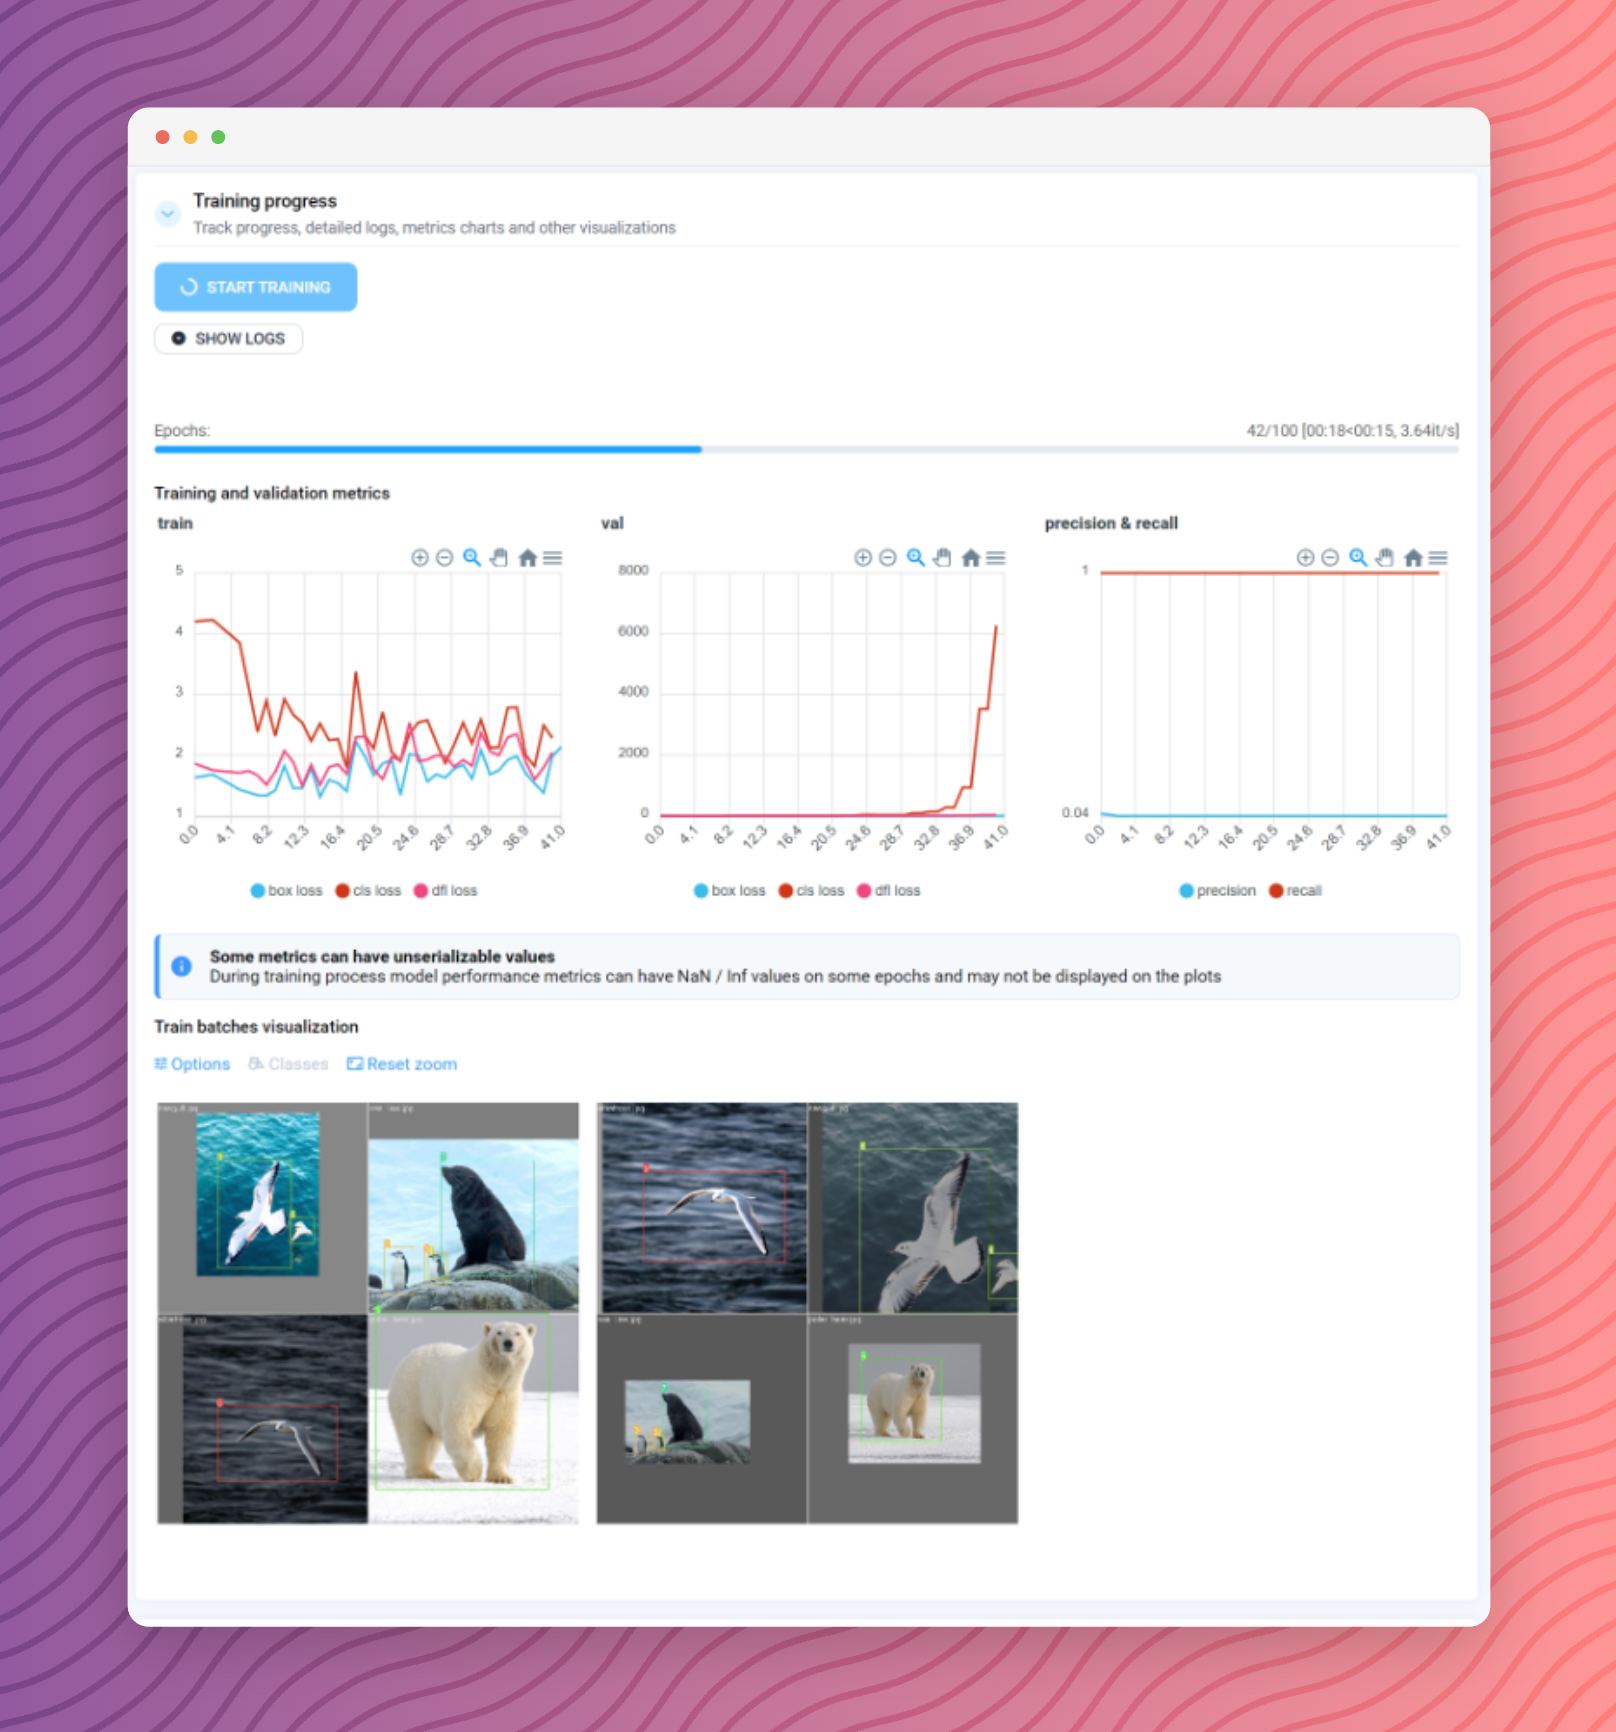 Training progress
Track progress, detailed logs, metrics charts and other visualizations
START TRAINING
SHOW LOGS
Epochs:
42/100 [00:18<00:15, 3.64it/s]
Training and validation metrics
train
5
4
3
2
1
0.0 4.1 8.2 12.3 16.4 20.5 24.6 28.7 32.8 36.9 41.0
box loss cls loss dfl loss
val
8000
6000
4000
2000
0
0.0 4.1 8.2 12.3 16.4 20.5 24.6 28.7 32.8 36.9 41.0
box loss cls loss dfl loss
precision & recall
1
0.04
0.0 4.1 8.2 12.3 16.4 20.5 24.6 28.7 32.8 36.9 41.0
precision recall
Some metrics can have unserializable values
During training process model performance metrics can have NaN / Inf values on some epochs and may not be displayed on the plots
Train batches visualization
Options Classes Reset zoom